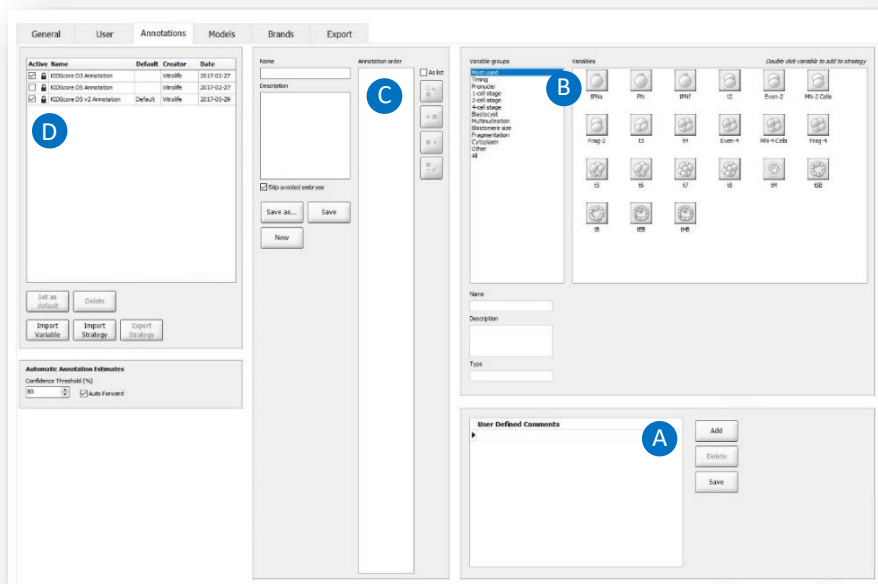 General User Annotations Models Brands Export
Active Name Default Creator Date
KIDScore D3 Annotation Vitrolife 2017-02-27
KIDScore D5 Annotation Vitrolife 2017-02-27
KIDScore D5 v2 Annotation Default Vitrolife 2017-05-29
D
Set as default
Delete
Import Variable
Import Strategy
Export Strategy
Automatic Annotation Estimates
Confidence Threshold (%)
80
Auto Forward
Name
Description
Skip avoided embryos
Save as...
Save
New
Annotation order
As list
C
Variable groups
Most used
Timing
Pronuclei
1-cell stage
2-cell stage
4-cell stage
Blastocyst
Multinucleation
Blastomere size
Fragmentation
Cytoplasm
Other
All
B
Variables
Double click variable to add to strategy
tPNa PN tPNf t2 Even-2 MN-2 Cells
Frag-2 t3 t4 Even-4 MN-4 Cells Frag-4
t5 t6 t7 t8 tM tSB
tB tEB tHB
Name
Description
Type
User Defined Comments
A
Add
Delete
Save